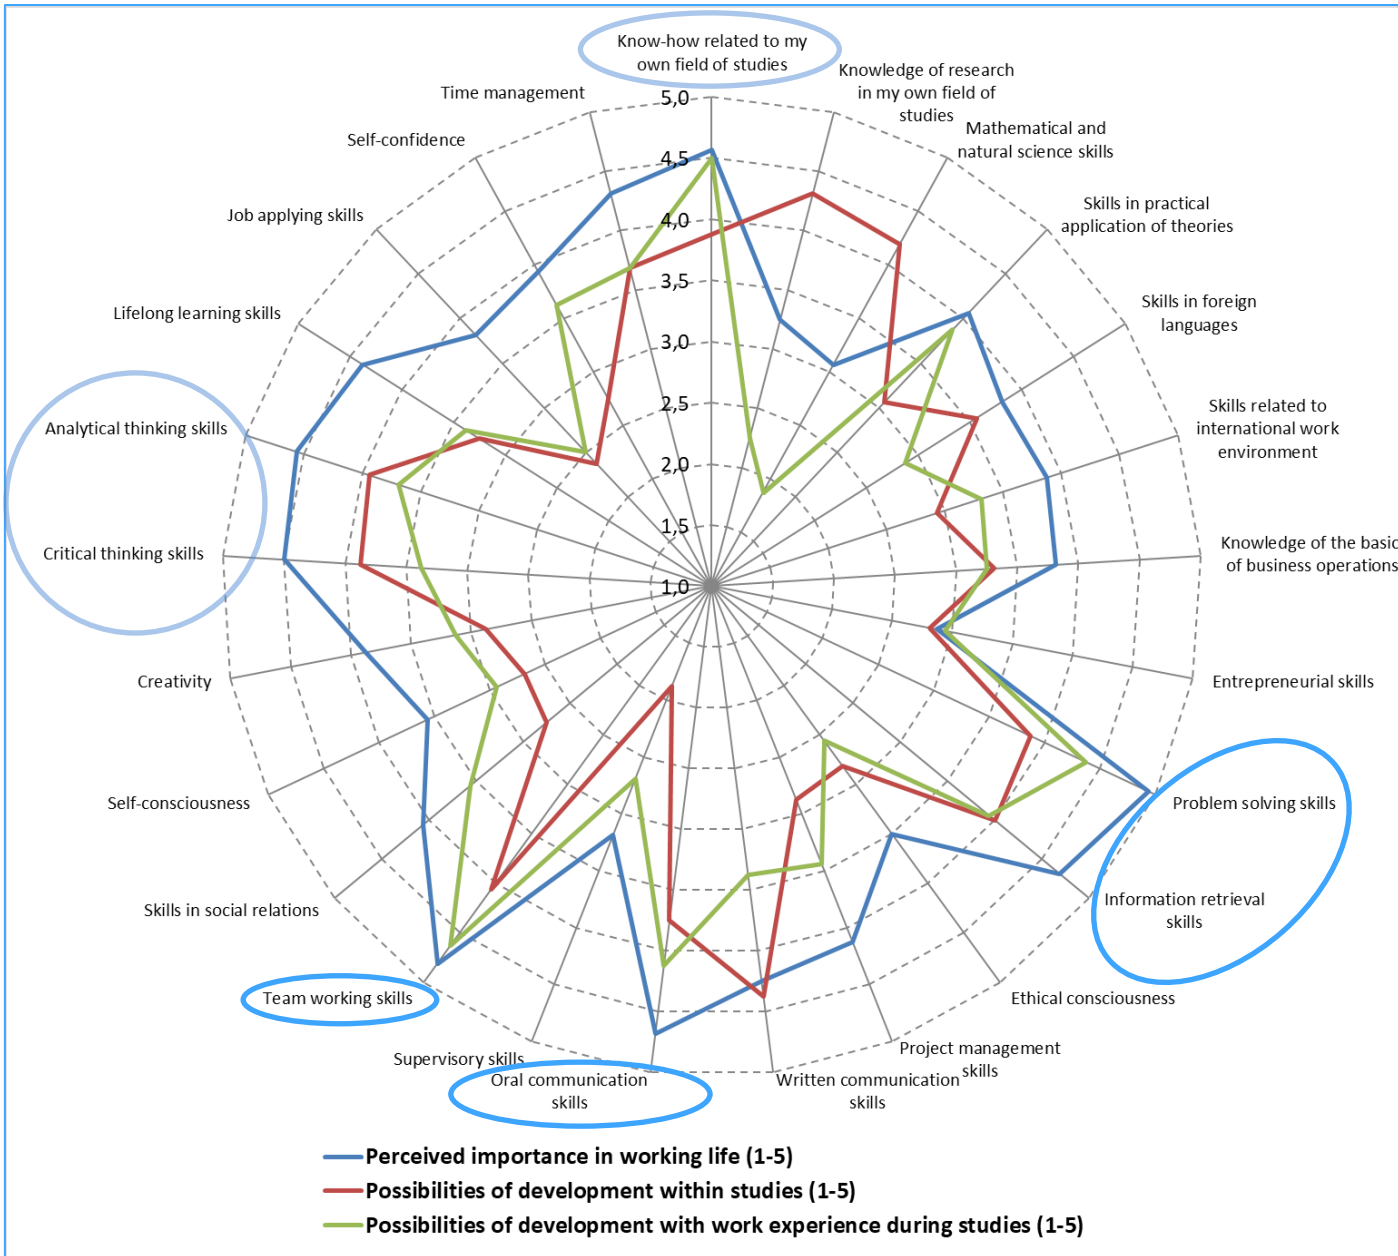 Know-how related to my
own field of studies
Knowledge of research
in my own field of
studies
Mathematical and
natural science skills
Skills in practical
application of theories
Skills in foreign
languages
Skills related to
international work
environment
Knowledge of the basic
of business operations
Entrepreneurial skills
Problem solving skills
Information retrieval
skills
Ethical consciousness
Project management
skills
Written communication
skills
Oral communication
skills
Supervisory skills
Team working skills
Skills in social relations
Self-consciousness
Creativity
Critical thinking skills
Analytical thinking skills
Lifelong learning skills
Job applying skills
Self-confidence
Time management
5,0
4,5
4,0
3,5
3,0
2,5
2,0
1,5
1,0
Perceived importance in working life (1-5)
Possibilities of development within studies (1-5)
Possibilities of development with work experience during studies (1-5)